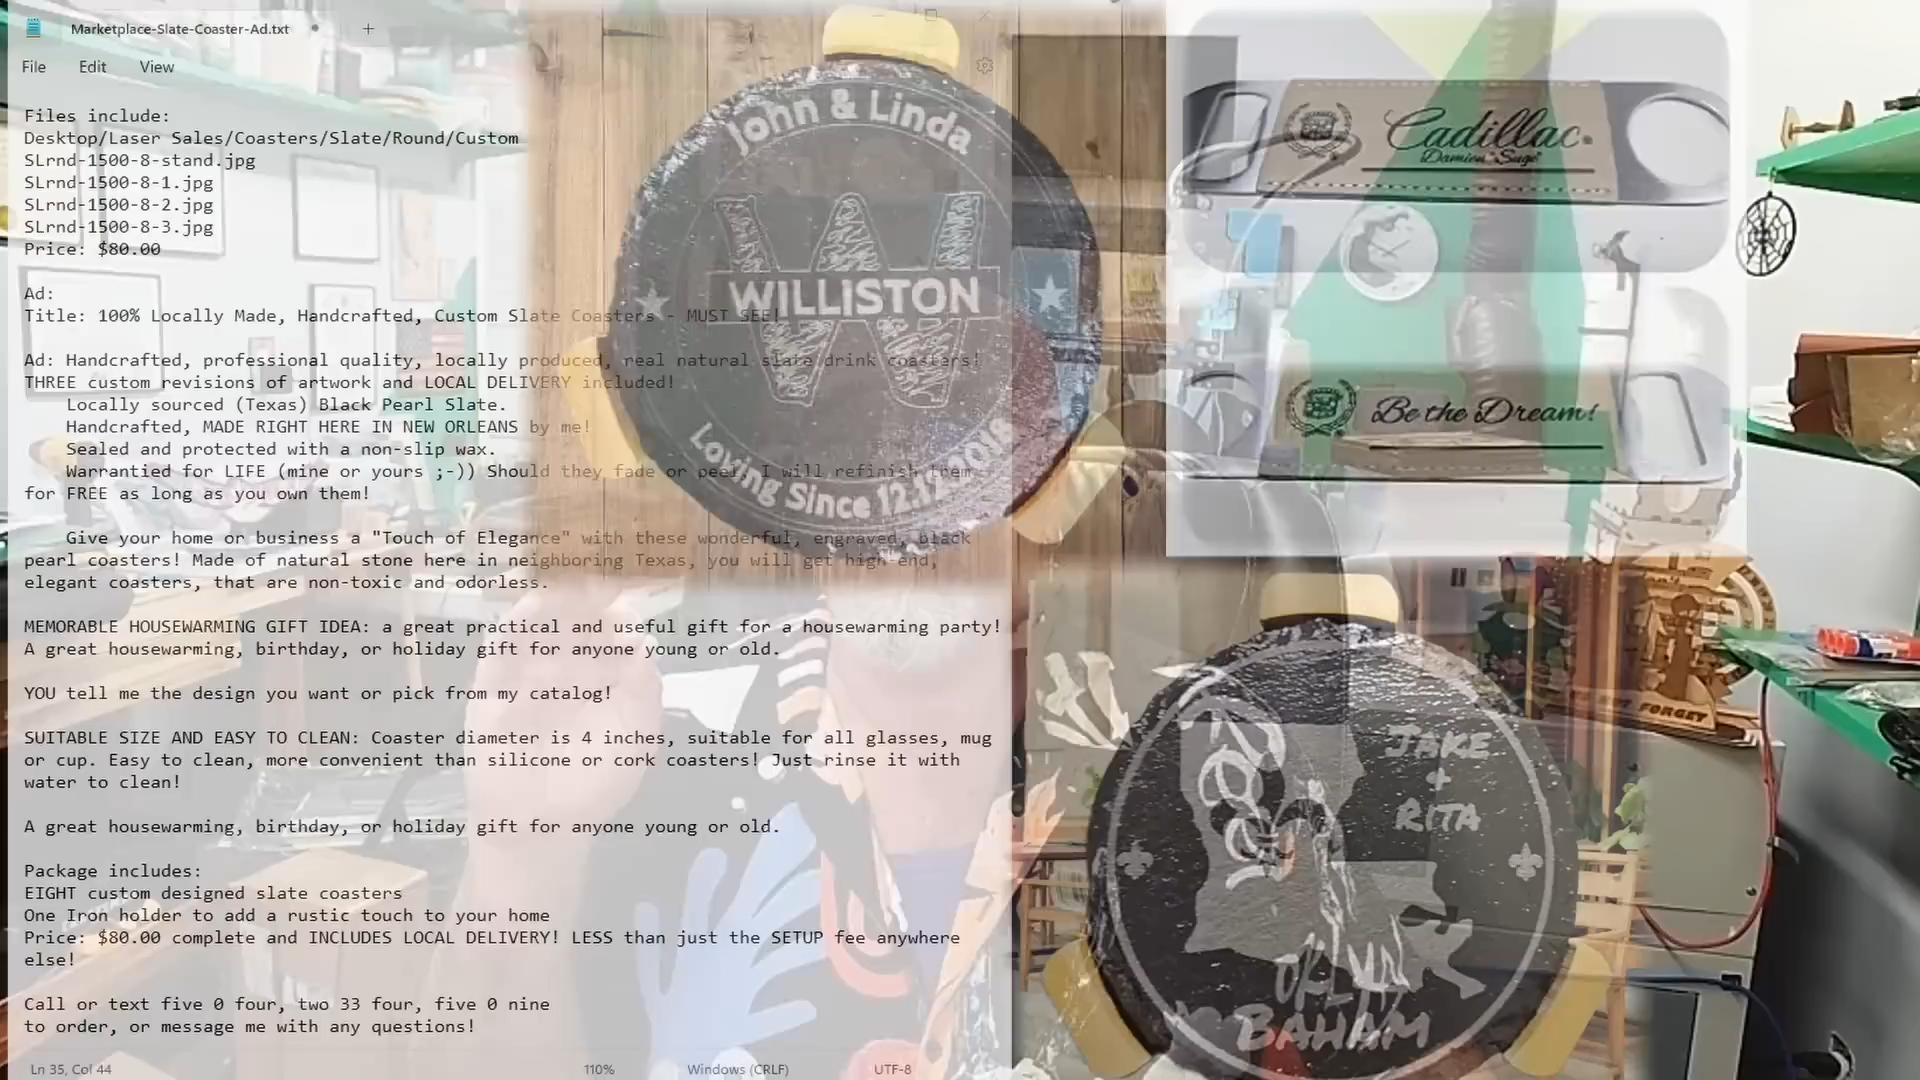 Marketplace-Slate-Coaster-Ad.txt
File Edit View
Files include:
Desktop/Laser Sales/Coasters/Slate/Round/Custom
SLrnd-1500-8-stand.jpg
SLrnd-1500-8-1.jpg
SLrnd-1500-8-2.jpg
SLrnd-1500-8-3.jpg
Price: $80.00
Ad:
Title: 100% Locally Made, Handcrafted, Custom Slate Coasters - MUST SEE!
Ad: Handcrafted, professional quality, locally produced, real natural slate drink coasters!
THREE custom revisions of artwork and LOCAL DELIVERY included!
Locally sourced (Texas) Black Pearl Slate.
Handcrafted, MADE RIGHT HERE IN NEW ORLEANS by me!
Sealed and protected with a non-slip wax.
Warrantied for LIFE (mine or yours ;-)) Should they fade or peel, I will refinish them
for FREE as long as you own them!
Give your home or business a "Touch of Elegance" with these wonderful, engraved, black
pearl coasters! Made of natural stone here in neighboring Texas, you will get high-end,
elegant coasters, that are non-toxic and odorless.
MEMORABLE HOUSEWARMING GIFT IDEA: a great practical and useful gift for a housewarming party!
A great housewarming, birthday, or holiday gift for anyone young or old.
YOU tell me the design you want or pick from my catalog!
SUITABLE SIZE AND EASY TO CLEAN: Coaster diameter is 4 inches, suitable for all glasses, mug
or cup. Easy to clean, more convenient than silicone or cork coasters! Just rinse it with
water to clean!
A great housewarming, birthday, or holiday gift for anyone young or old.
Package includes:
EIGHT custom designed slate coasters
One Iron holder to add a rustic touch to your home
Price: $80.00 complete and INCLUDES LOCAL DELIVERY! LESS than just the SETUP fee anywhere
else!
Call or text five 0 four, two 33 four, five 0 nine
to order, or message me with any questions!
Ln 35, Col 44 110% Windows (CRLF) UTF-8
John & Linda
W
WILLISTON
Loving Since
Cadillac
Damien "Suge"
Be the Dream!
JAKE
+
RITA
BAHAM
FORGET